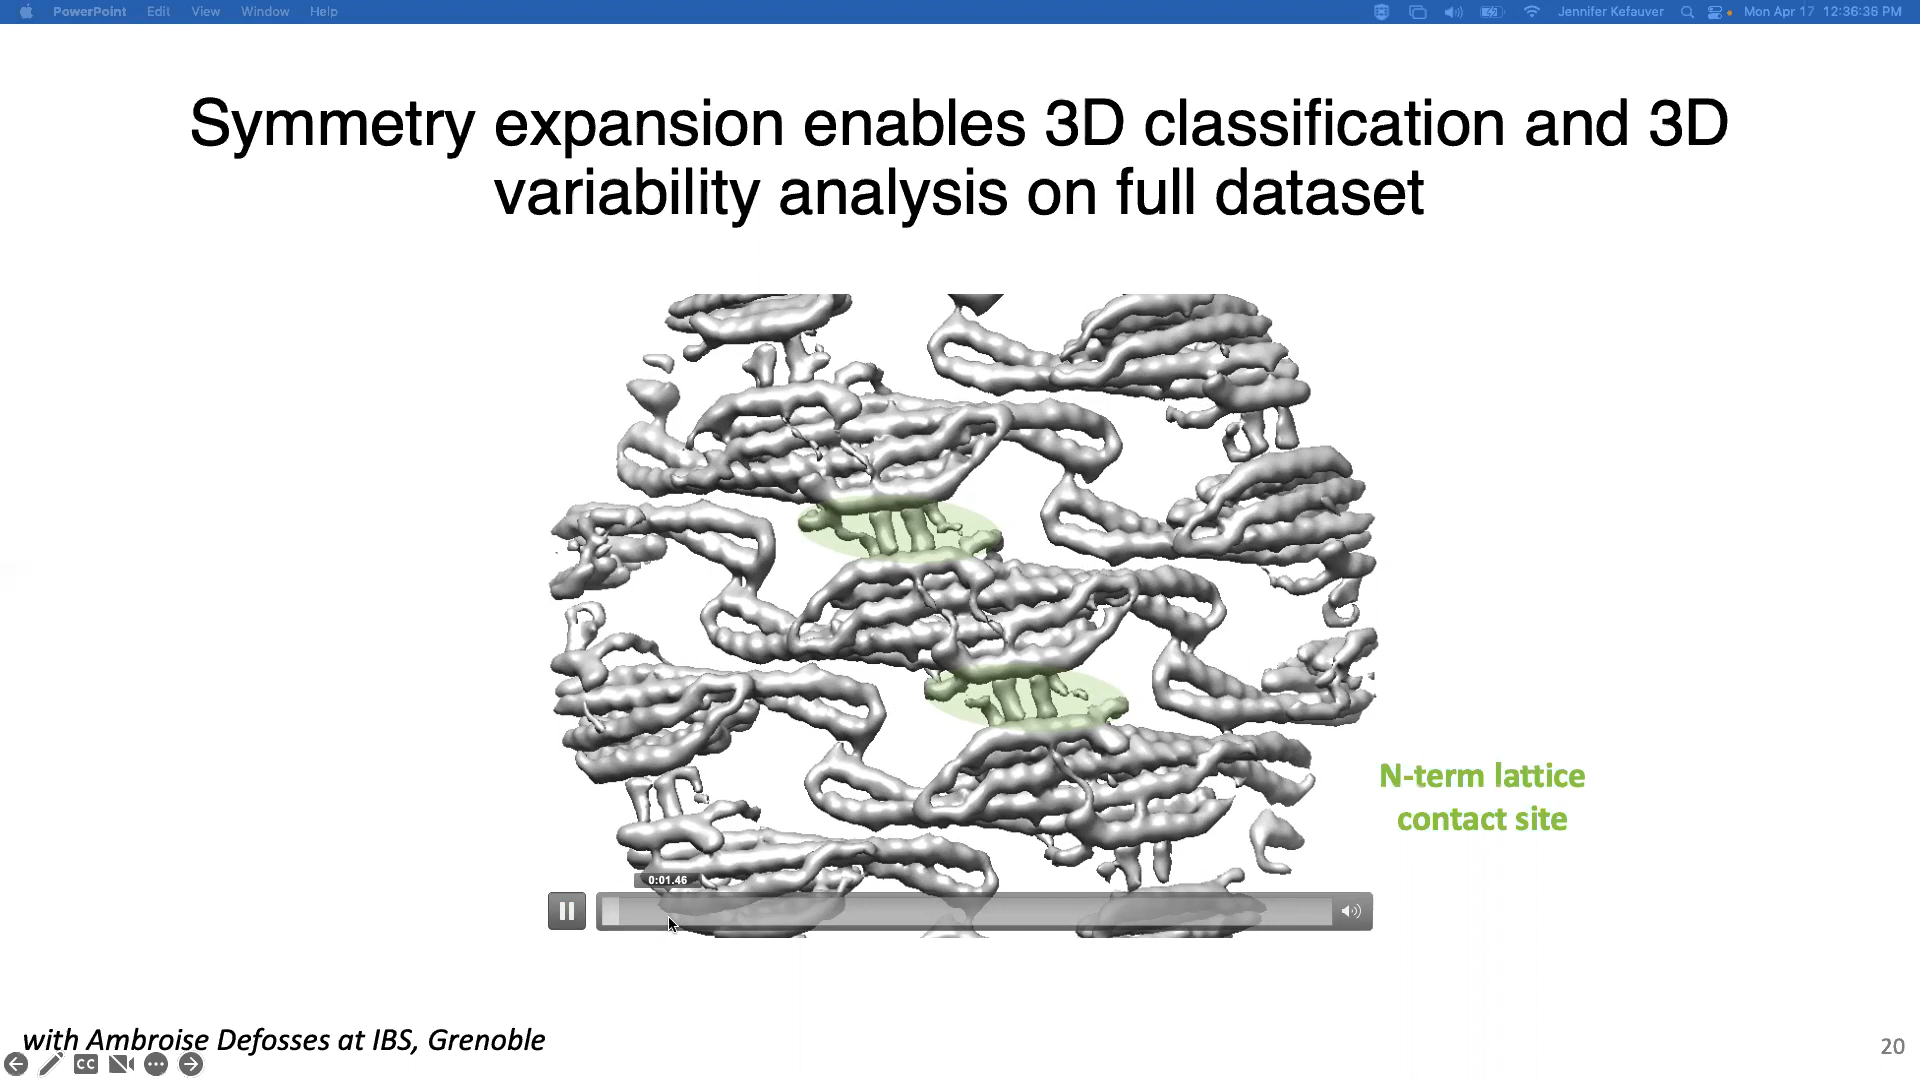 PowerPoint Edit View Window Help Jennifer Kefauver Mon Apr 17 12:36:36 PM
Symmetry expansion enables 3D classification and 3D
variability analysis on full dataset
N-term lattice
contact site
0:01.46
with Ambroise Defosses at IBS, Grenoble
CC
20